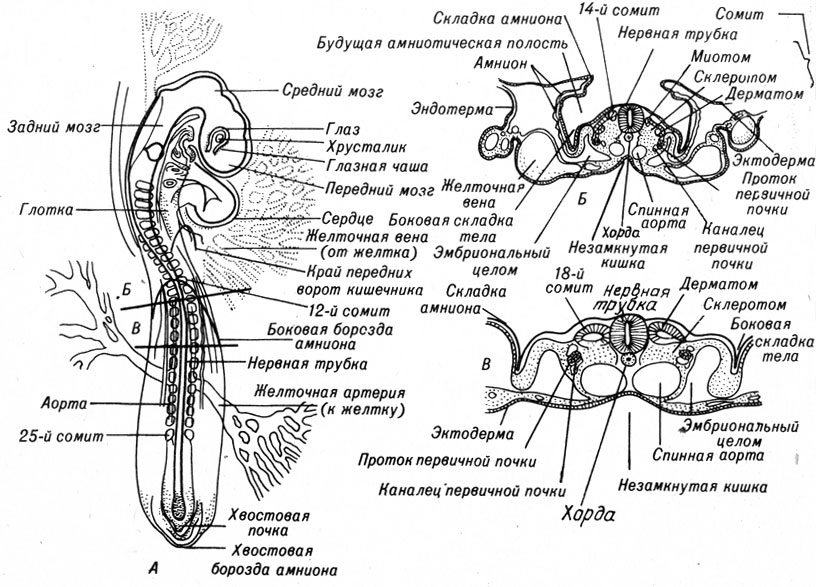 Средний мозг
Задний мозг
Глаз
Хрусталик
Глазная чаша
Передний мозг
Глотка
Сердце
Желточная вена
(от желтка)
Край передних
ворот кишечника
Б
12-й сомит
В
Боковая борозда
амниона
Нервная трубка
Аорта
Желточная артерия
(к желтку)
25-й сомит
Хвостовая
почка
Хвостовая
борозда амниона
А
Складка амниона
14-й сомит
Сомит
Будущая амниотическая полость
Нервная трубка
Амнион
Миотом
Склеротом
Дерматом
Эндотерма
Эктодерма
Проток
первичной
почки
Желточная
вена
Б
Спинная
аорта
Боковая складка
тела
Хорда
Каналец
первичной
почки
Незамкнутая
кишка
Эмбриональный
целом
18-й
сомит
Нервная
трубка
Дерматом
Складка
амниона
Склеротом
Боковая
складка
тела
В
Эктодерма
Эмбриональный
целом
Спинная аорта
Проток первичной почки
Каналец первичной почки
Незамкнутая кишка
Хорда